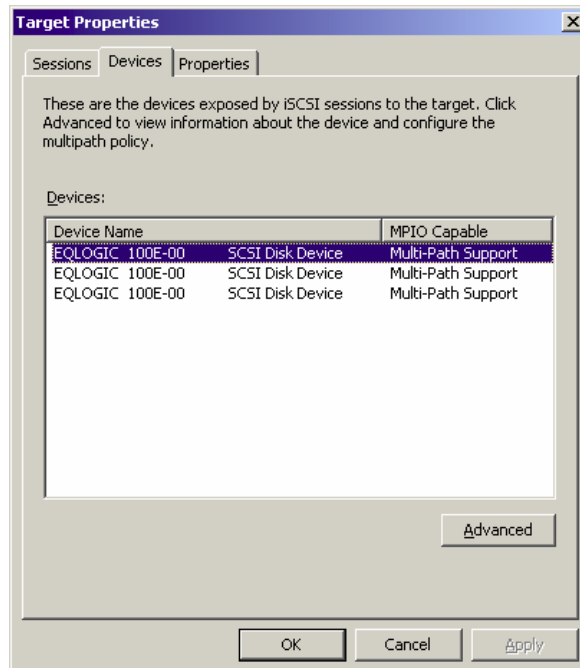 Target Properties
Sessions Devices Properties
These are the devices exposed by iSCSI sessions to the target. Click
Advanced to view information about the device and configure the
multipath policy.
Devices:
Device Name MPIO Capable
EQLOGIC 100E-00 SCSI Disk Device Multi-Path Support
EQLOGIC 100E-00 SCSI Disk Device Multi-Path Support
EQLOGIC 100E-00 SCSI Disk Device Multi-Path Support
Advanced
OK Cancel Apply